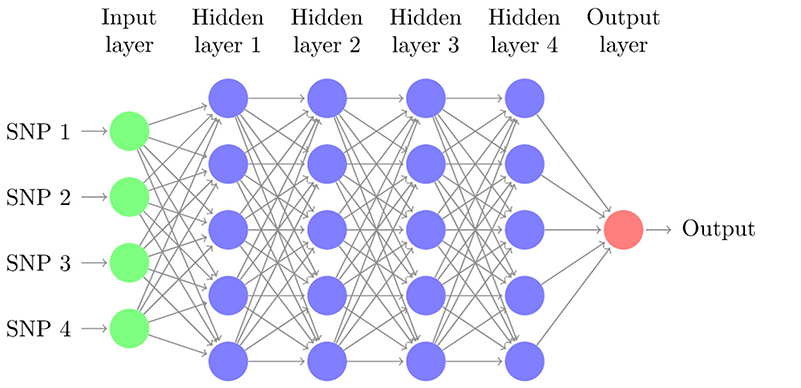 Input
layer
Hidden
layer 1
Hidden
layer 2
Hidden
layer 3
Hidden
layer 4
Output
layer
SNP 1
SNP 2
SNP 3
SNP 4
Output